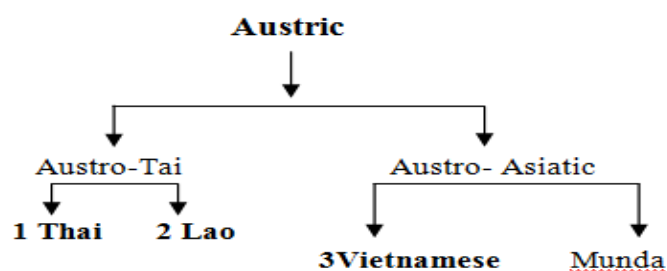 Austric
Austro-Tai
Austro- Asiatic
1 Thai
2 Lao
3Vietnamese
Munda